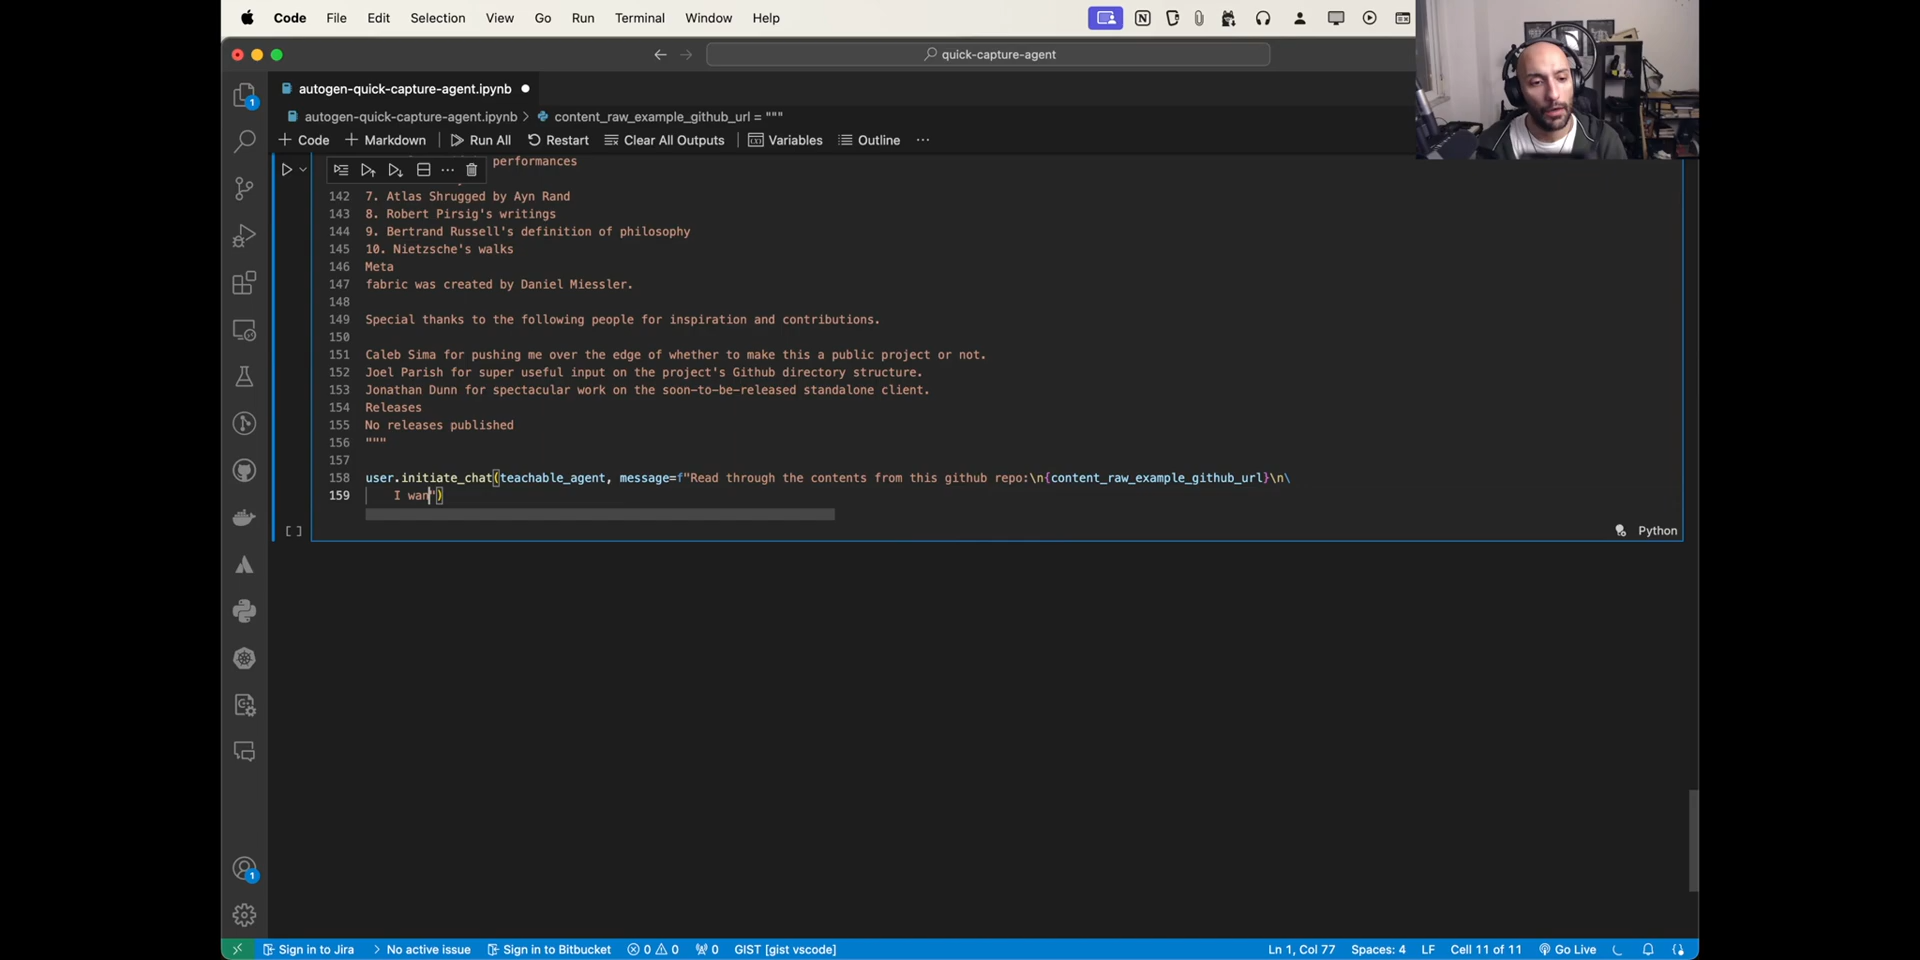 Code File Edit Selection View Go Run Terminal Window Help
quick-capture-agent
autogen-quick-capture-agent.ipynb
1
autogen-quick-capture-agent.ipynb > content_raw_example_github_url = """
+ Code + Markdown Run All Restart Clear All Outputs Variables Outline ...
performances
142 7. Atlas Shrugged by Ayn Rand
143 8. Robert Pirsig's writings
144 9. Bertrand Russell's definition of philosophy
145 10. Nietzsche's walks
146 Meta
147 fabric was created by Daniel Miessler.
148
149 Special thanks to the following people for inspiration and contributions.
150
151 Caleb Sima for pushing me over the edge of whether to make this a public project or not.
152 Joel Parish for super useful input on the project's Github directory structure.
153 Jonathan Dunn for spectacular work on the soon-to-be-released standalone client.
154 Releases
155 No releases published
156 """
157
158 user.initiate_chat(teachable_agent, message=f"Read through the contents from this github repo:\n{content_raw_example_github_url}\n\
159 I wan")
[ ] Python
1
Sign in to Jira > No active issue Sign in to Bitbucket 0 0 0 GIST [gist vscode] Ln 1, Col 77 Spaces: 4 LF Cell 11 of 11 Go Live